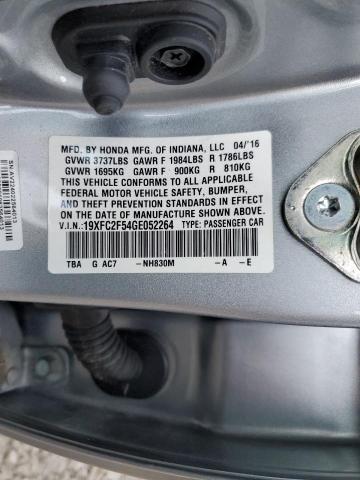 MFD. BY HONDA MFG. OF INDIANA, LLC 04/'16
GVWR 3737LBS GAWR F 1984LBS R 1786LBS
GVWR 1695KG GAWR F 900KG R 810KG
THIS VEHICLE CONFORMS TO ALL APPLICABLE
FEDERAL MOTOR VEHICLE SAFETY, BUMPER,
AND THEFT PREVENTION STANDARDS IN EFFECT
ON THE DATE OF MANUFACTURE SHOWN ABOVE.
V.I.N.: 19XFC2F54GE052264 TYPE: PASSENGER CAR
TBA G AC7 -NH830M -A -E